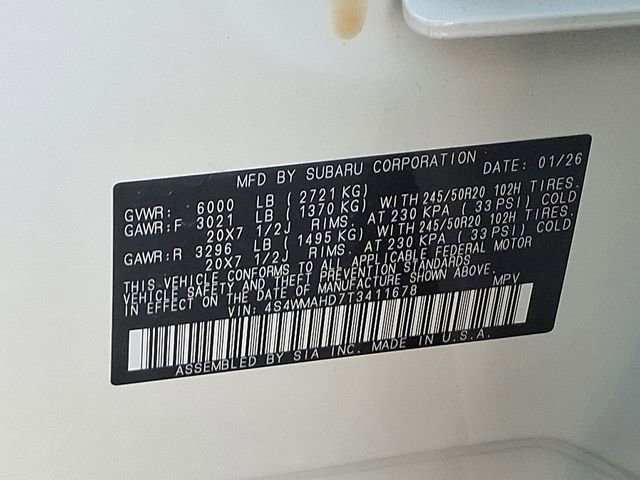 MFD BY SUBARU CORPORATION DATE: 01/26
GVWR: 6000 LB ( 2721 KG)
GAWR:F 3021 LB ( 1370 KG) WITH 245/50R20 102H TIRES.
20X7 1/2J RIMS. AT 230 KPA ( 33 PSI) COLD
GAWR:R 3296 LB ( 1495 KG) WITH 245/50R20 102H TIRES.
20X7 1/2J RIMS. AT 230 KPA ( 33 PSI) COLD
THIS VEHICLE CONFORMS TO ALL APPLICABLE FEDERAL MOTOR
VEHICLE SAFETY AND THEFT PREVENTION STANDARDS
IN EFFECT ON THE DATE OF MANUFACTURE SHOWN ABOVE.
VIN: 4S4WMAHD7T3411678 MPV
ASSEMBLED BY SIA INC. MADE IN U.S.A.